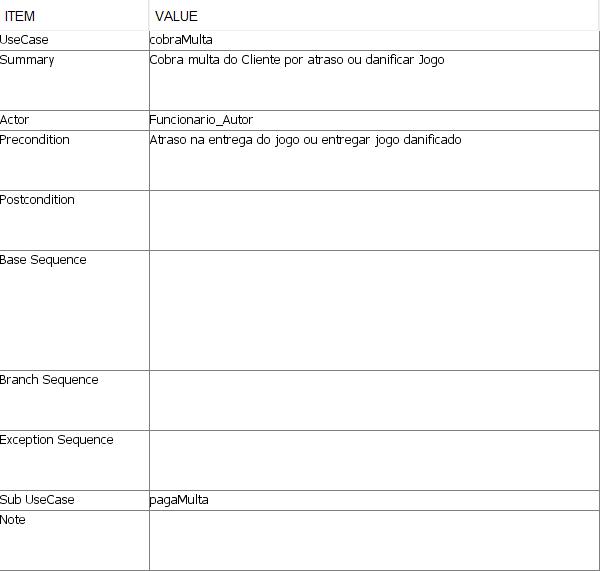 ITEM VALUE
UseCase cobraMulta
Summary Cobra multa do Cliente por atraso ou danificar Jogo
Actor Funcionario_Autor
Precondition Atraso na entrega do jogo ou entregar jogo danificado
Postcondition
Base Sequence
Branch Sequence
Exception Sequence
Sub UseCase pagaMulta
Note